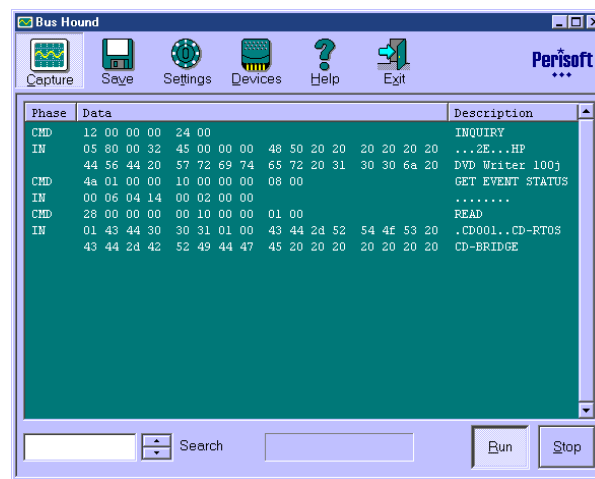 Bus Hound
Capture Save Settings Devices Help Exit
Perisoft
Phase Data Description
CMD 12 00 00 00 24 00 INQUIRY
IN 05 80 00 32 45 00 00 00 48 50 20 20 20 20 20 20 ...2E...HP
44 56 44 20 57 72 69 74 65 72 20 31 30 30 6a 20 DVD Writer 100j
CMD 4a 01 00 00 10 00 00 00 08 00 GET EVENT STATUS
IN 00 06 04 14 00 02 00 00 ........
CMD 28 00 00 00 00 10 00 00 01 00 READ
IN 01 43 44 30 30 31 01 00 43 44 2d 52 54 4f 53 20 .CD001..CD-RTOS
43 44 2d 42 52 49 44 47 45 20 20 20 20 20 20 20 CD-BRIDGE
Search
Run Stop